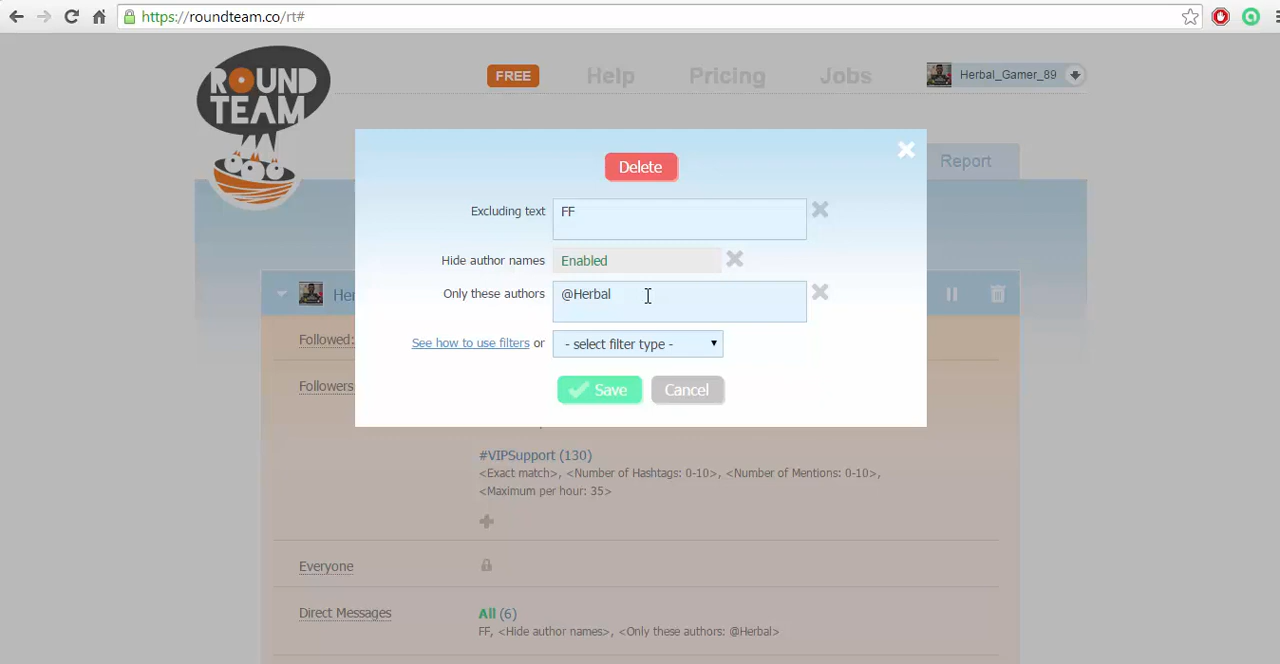 https://roundteam.co/rt#
ROUND
TEAM
FREE
Help
Pricing
Jobs
Herbal_Gamer_89
Report
Delete
Excluding text
FF
Hide author names
Enabled
Only these authors
@Herbal
See how to use filters or
- select filter type -
Save
Cancel
Her
Followed:
Followers
#VIPSupport (130)
<Exact match>, <Number of Hashtags: 0-10>, <Number of Mentions: 0-10>,
<Maximum per hour: 35>
Everyone
Direct Messages
All (6)
FF, <Hide author names>, <Only these authors: @Herbal>